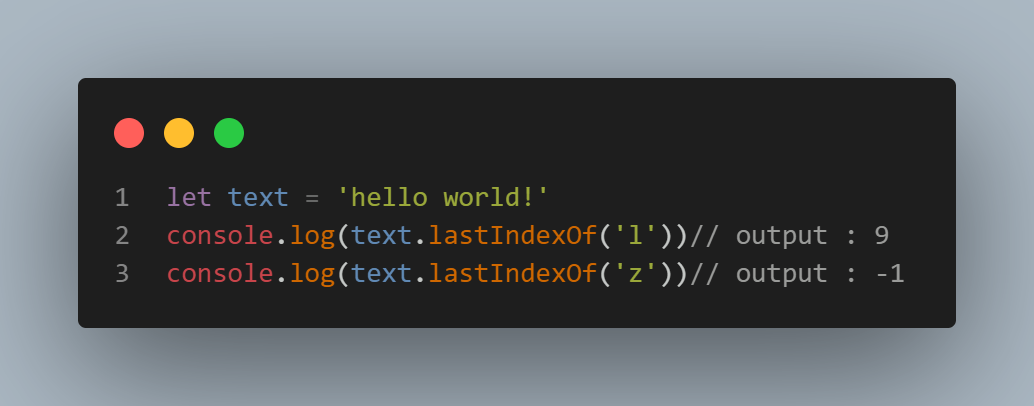 1 let text = 'hello world!'
2 console.log(text.lastIndexOf('l'))// output : 9
3 console.log(text.lastIndexOf('z'))// output : -1